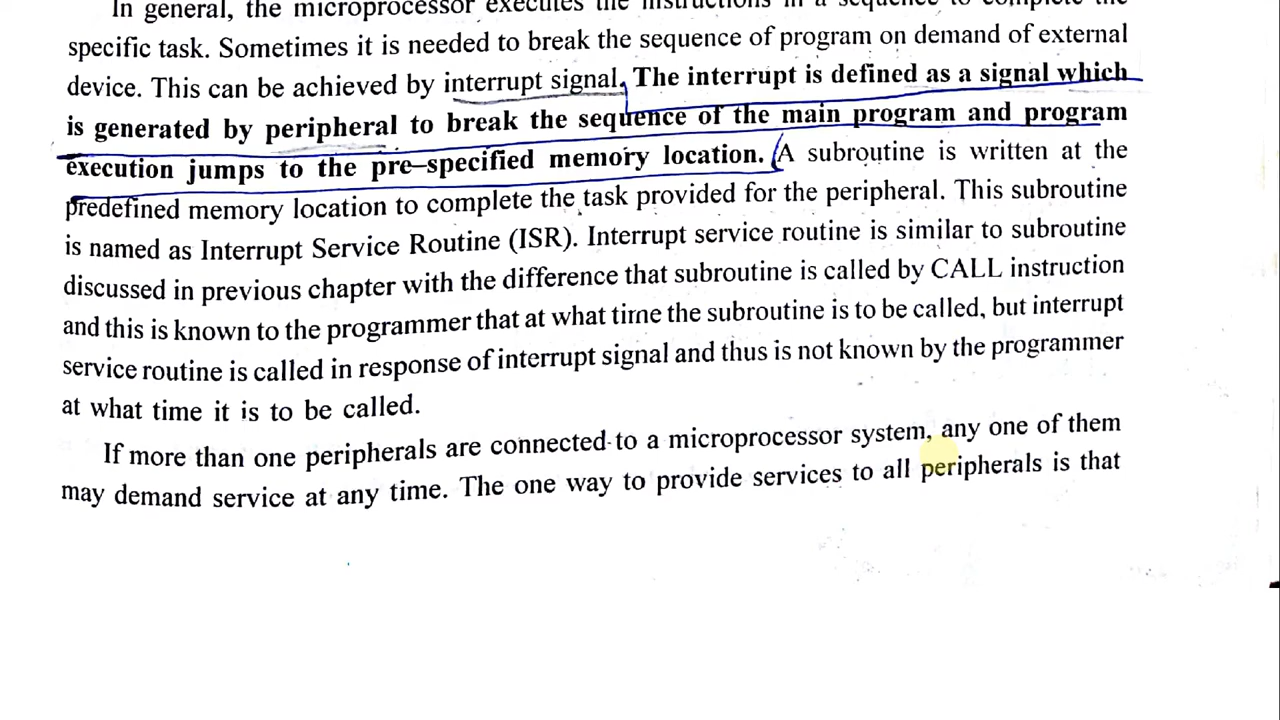 In general, the microprocessor executes the instructions in a sequence to complete the
specific task. Sometimes it is needed to break the sequence of program on demand of external
device. This can be achieved by interrupt signal. The interrupt is defined as a signal which
is generated by peripheral to break the sequence of the main program and program
execution jumps to the pre–specified memory location. A subroutine is written at the
predefined memory location to complete the task provided for the peripheral. This subroutine
is named as Interrupt Service Routine (ISR). Interrupt service routine is similar to subroutine
discussed in previous chapter with the difference that subroutine is called by CALL instruction
and this is known to the programmer that at what time the subroutine is to be called, but interrupt
service routine is called in response of interrupt signal and thus is not known by the programmer
at what time it is to be called.
If more than one peripherals are connected to a microprocessor system, any one of them
may demand service at any time. The one way to provide services to all peripherals is that